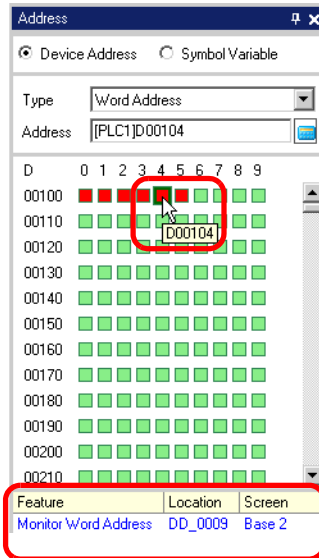 Address
Device Address Symbol Variable
Type Word Address
Address [PLC1]D00104
D 0 1 2 3 4 5 6 7 8 9
00100
00110
D00104
00120
00130
00140
00150
00160
00170
00180
00190
00200
00210
Feature Location Screen
Monitor Word Address DD_0009 Base 2